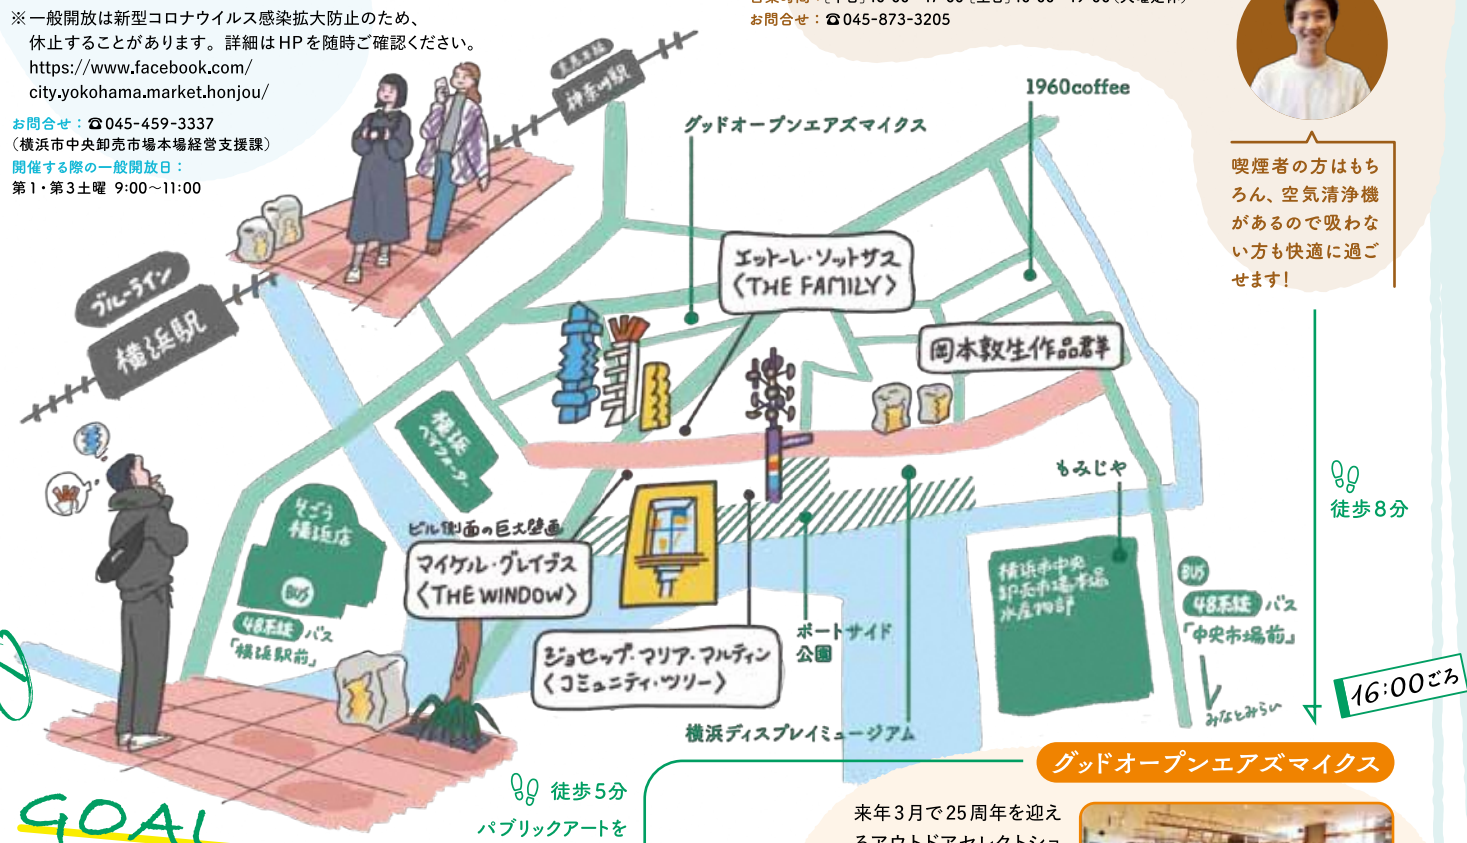 ※一般開放は新型コロナウイルス感染拡大防止のため、
休止することがあります。詳細はHPを随時ご確認ください。
https://www.facebook.com/
city.yokohama.market.honjou/
お問合せ：☎045-459-3337
（横浜市中央卸売市場本場経営支援課）
開催する際の一般開放日：
第1・第3土曜 9:00〜11:00
お問合せ：☎045-873-3205
喫煙者の方はもち
ろん、空気清浄機
があるので吸わな
い方も快適に過ご
せます！
神奈川駅
1960coffee
グッドオープンエアズマイクス
ブルーライン
横浜駅
エットーレ・ソットサス
〈THE FAMILY〉
岡本敦生作品群
横浜
ベイクォーター
もみじや
そごう
横浜店
BUS
48系統 バス
「横浜駅前」
ビル側面の巨大壁画
マイケル・グレイブス
〈THE WINDOW〉
ジョセップ・マリア・マルティン
〈コミュニティ・ツリー〉
ポートサイド
公園
横浜ディスプレイミュージアム
横浜市中央
卸売市場本場
水産物部
BUS
48系統 バス
「中央市場前」
みなとみらい
徒歩8分
16:00ごろ
グッドオープンエアズマイクス
来年3月で25周年を迎え
るアウトドアセレクトショ
徒歩5分
パブリックアートを
GOAL